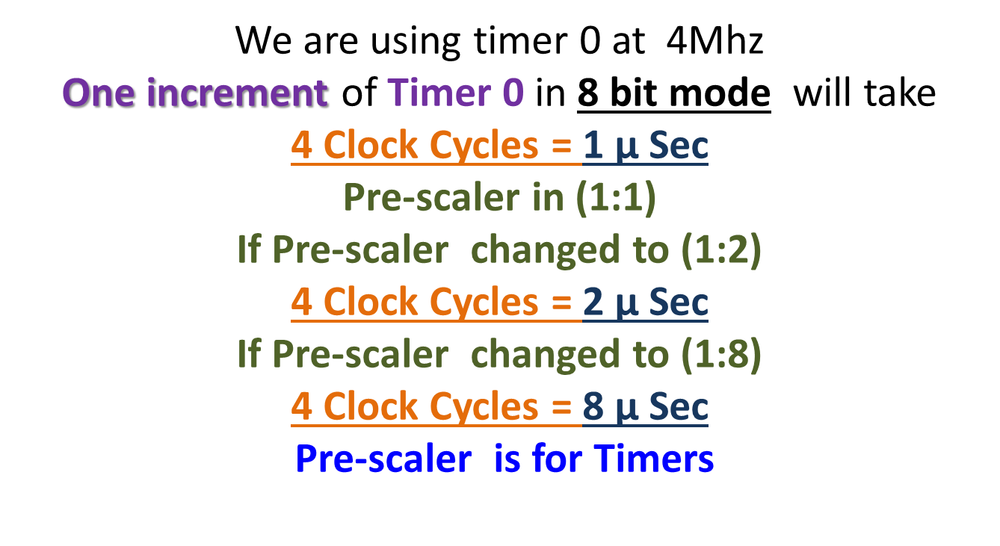 We are using timer 0 at 4Mhz
One increment of Timer 0 in 8 bit mode will take
4 Clock Cycles = 1 µ Sec
Pre-scaler in (1:1)
If Pre-scaler changed to (1:2)
4 Clock Cycles = 2 µ Sec
If Pre-scaler changed to (1:8)
4 Clock Cycles = 8 µ Sec
Pre-scaler is for Timers